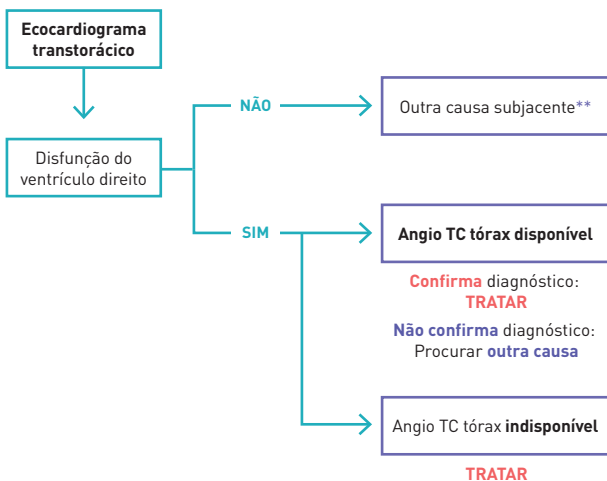 Ecocardiograma
transtorácico
Disfunção do
ventrículo direito
NÃO
Outra causa subjacente**
SIM
Angio TC tórax disponível
Confirma diagnóstico:
TRATAR
Não confirma diagnóstico:
Procurar outra causa
Angio TC tórax indisponível
TRATAR